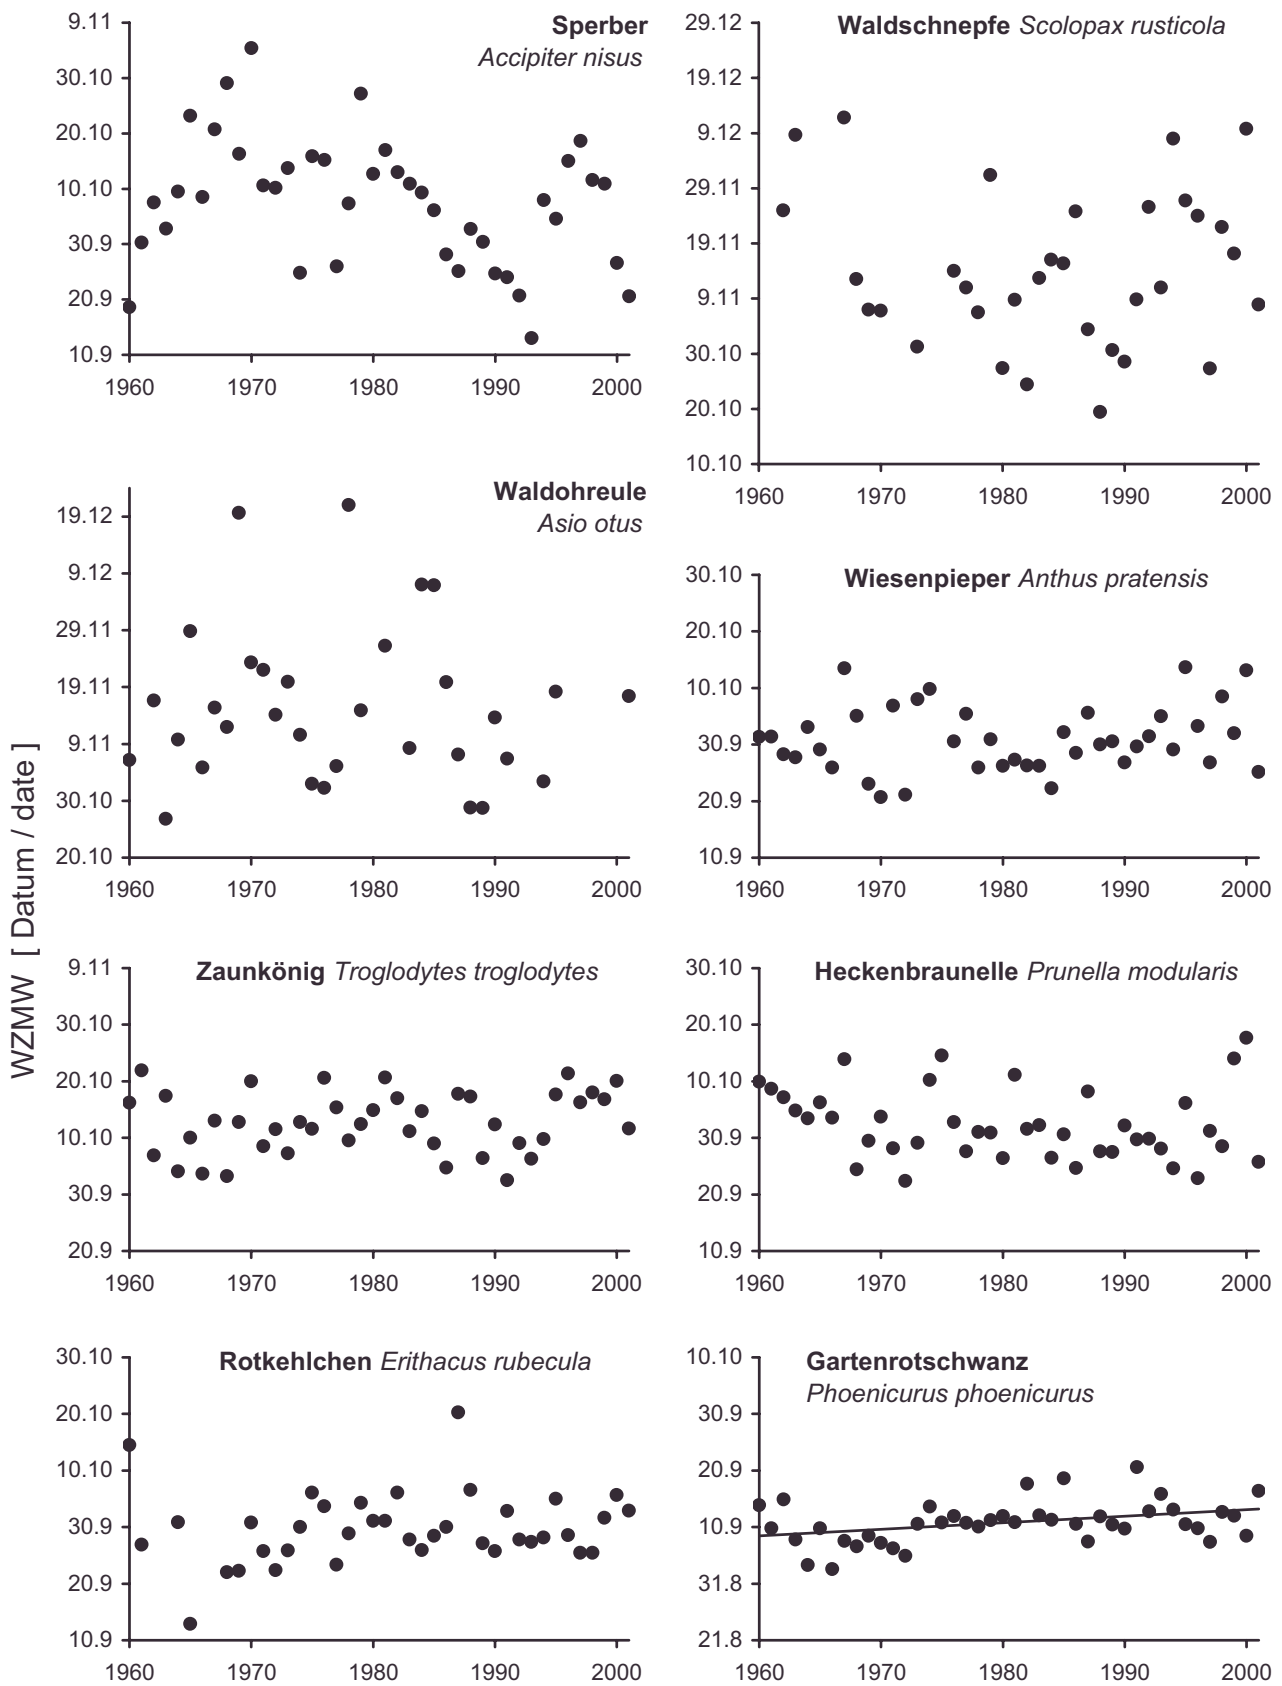 WZMW [ Datum / date ]
Sperber
Accipiter nisus
9.11
30.10
20.10
10.10
30.9
20.9
10.9
1960 1970 1980 1990 2000
Waldschnepfe Scolopax rusticola
29.12
19.12
9.12
29.11
19.11
9.11
30.10
20.10
10.10
1960 1970 1980 1990 2000
Waldohreule
Asio otus
19.12
9.12
29.11
19.11
9.11
30.10
20.10
1960 1970 1980 1990 2000
Wiesenpieper Anthus pratensis
30.10
20.10
10.10
30.9
20.9
10.9
1960 1970 1980 1990 2000
Zaunkönig Troglodytes troglodytes
9.11
30.10
20.10
10.10
30.9
20.9
1960 1970 1980 1990 2000
Heckenbraunelle Prunella modularis
30.10
20.10
10.10
30.9
20.9
10.9
1960 1970 1980 1990 2000
Rotkehlchen Erithacus rubecula
30.10
20.10
10.10
30.9
20.9
10.9
1960 1970 1980 1990 2000
Gartenrotschwanz
Phoenicurus phoenicurus
10.10
30.9
20.9
10.9
31.8
21.8
1960 1970 1980 1990 2000